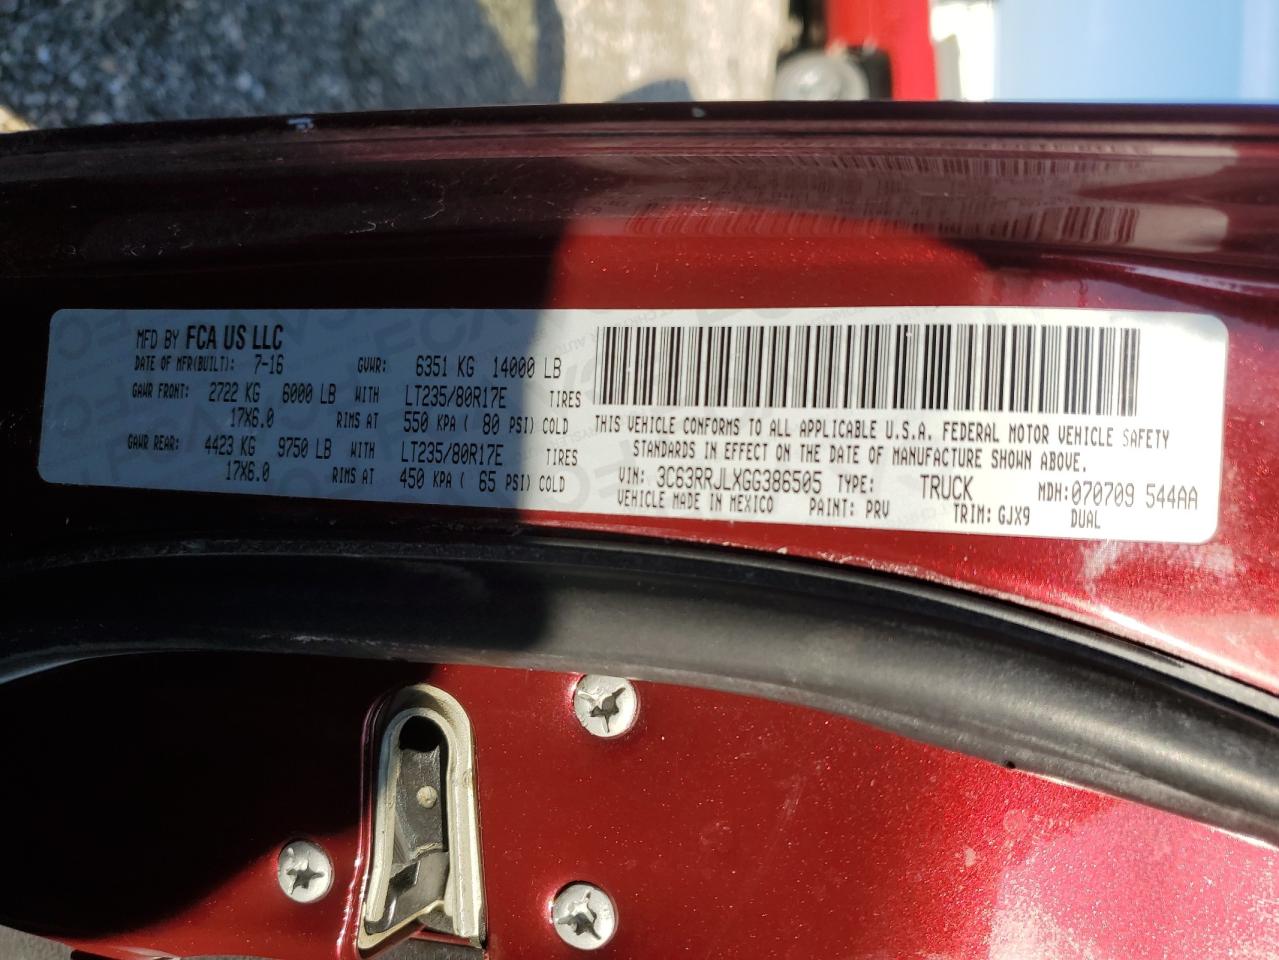 MFD BY FCA US LLC
DATE OF MFR(BUILT): 7-16 GVWR: 6351 KG 14000 LB
GAWR FRONT: 2722 KG 6000 LB WITH LT235/80R17E TIRES
17X6.0 RIMS AT 550 KPA ( 80 PSI) COLD
GAWR REAR: 4423 KG 9750 LB WITH LT235/80R17E TIRES
17X6.0 RIMS AT 450 KPA ( 65 PSI) COLD
THIS VEHICLE CONFORMS TO ALL APPLICABLE U.S.A. FEDERAL MOTOR VEHICLE SAFETY
STANDARDS IN EFFECT ON THE DATE OF MANUFACTURE SHOWN ABOVE.
VIN: 3C63RRJLXGG386505 TYPE: TRUCK MDH: 070709 544AA
VEHICLE MADE IN MEXICO PAINT: PRV TRIM: GJX9 DUAL